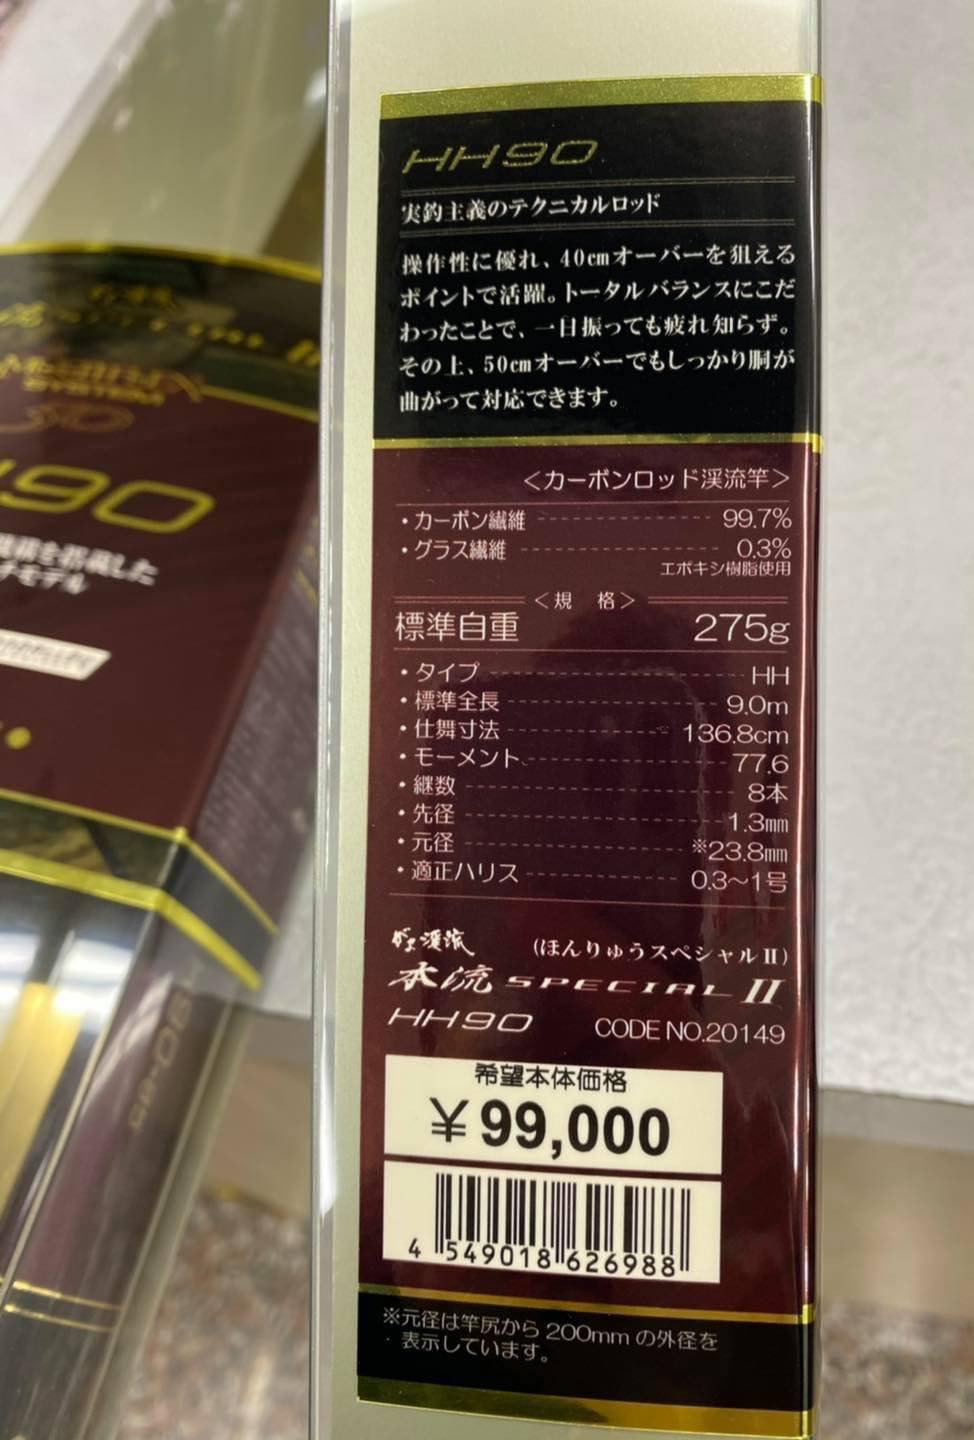 HH90
実釣主義のテクニカルロッド
操作性に優れ、40cmオーバーを狙える
ポイントで活躍。トータルバランスにこだ
わったことで、一日振っても疲れ知らず。
その上、50cmオーバーでもしっかり胴が
曲がって対応できます。
＜カーボンロッド渓流竿＞
・カーボン繊維 99.7%
・グラス繊維 0.3%
エポキシ樹脂使用
＜規 格＞
標準自重 275g
・タイプ HH
・標準全長 9.0m
・仕舞寸法 136.8cm
・モーメント 77.6
・継数 8本
・先径 1.3mm
・元径 ※23.8mm
・適正ハリス 0.3〜1号
がま渓流 (ほんりゅうスペシャルⅡ)
本流 SPECIAL II
HH90 CODE NO.20149
希望本体価格
¥99,000
4 549018 626988
※元径は竿尻から200mmの外径を
表示しています。
SYSTEM
H90
を搭載した
モデル